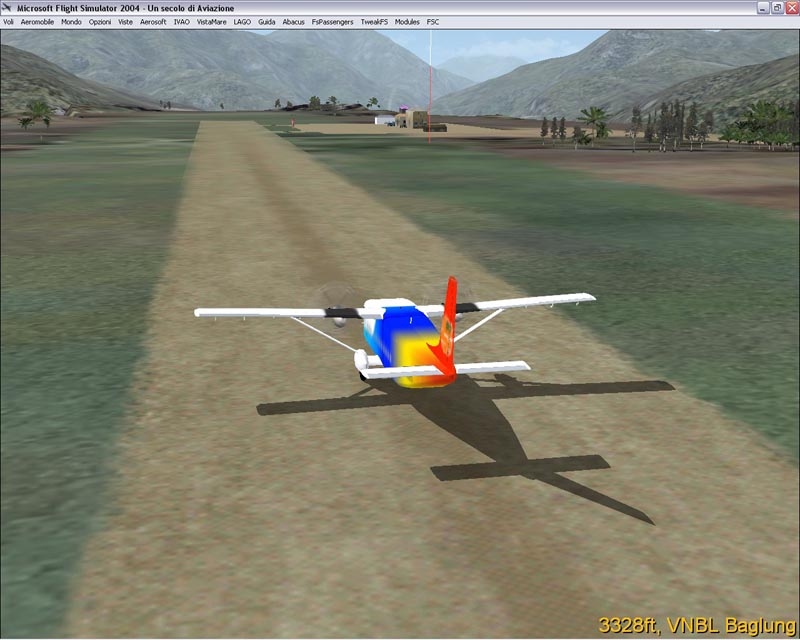 Microsoft Flight Simulator 2004 - Un secolo di Aviazione
Voli Aeromobile Mondo Opzioni Viste Aerosoft IVAO VistaMare LAGO Guida Abacus FsPassengers TweakFS Modules FSC
3328ft, VNBL Baglung